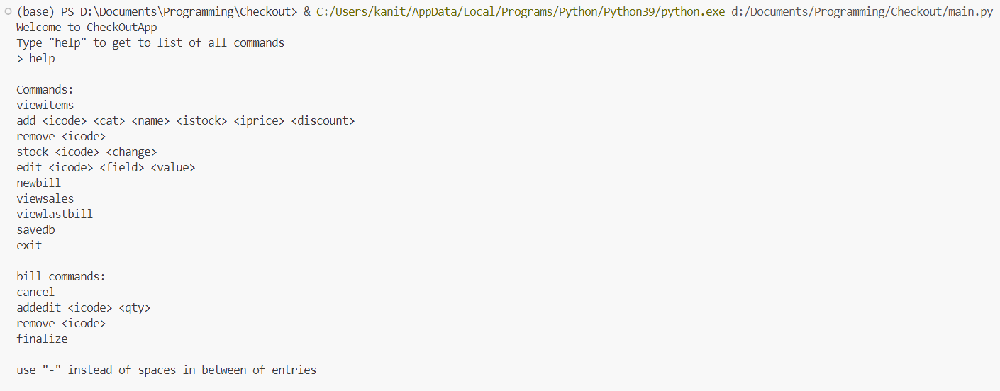 (base) PS D:\Documents\Programming\Checkout> & C:/Users/kanit/AppData/Local/Programs/Python/Python39/python.exe d:/Documents/Programming/Checkout/main.py
Welcome to CheckOutApp
Type "help" to get to list of all commands
> help

Commands:
viewitems
add <icode> <cat> <name> <istock> <iprice> <discount>
remove <icode>
stock <icode> <change>
edit <icode> <field> <value>
newbill
viewsales
viewlastbill
savedb
exit

bill commands:
cancel
addedit <icode> <qty>
remove <icode>
finalize

use "-" instead of spaces in between of entries